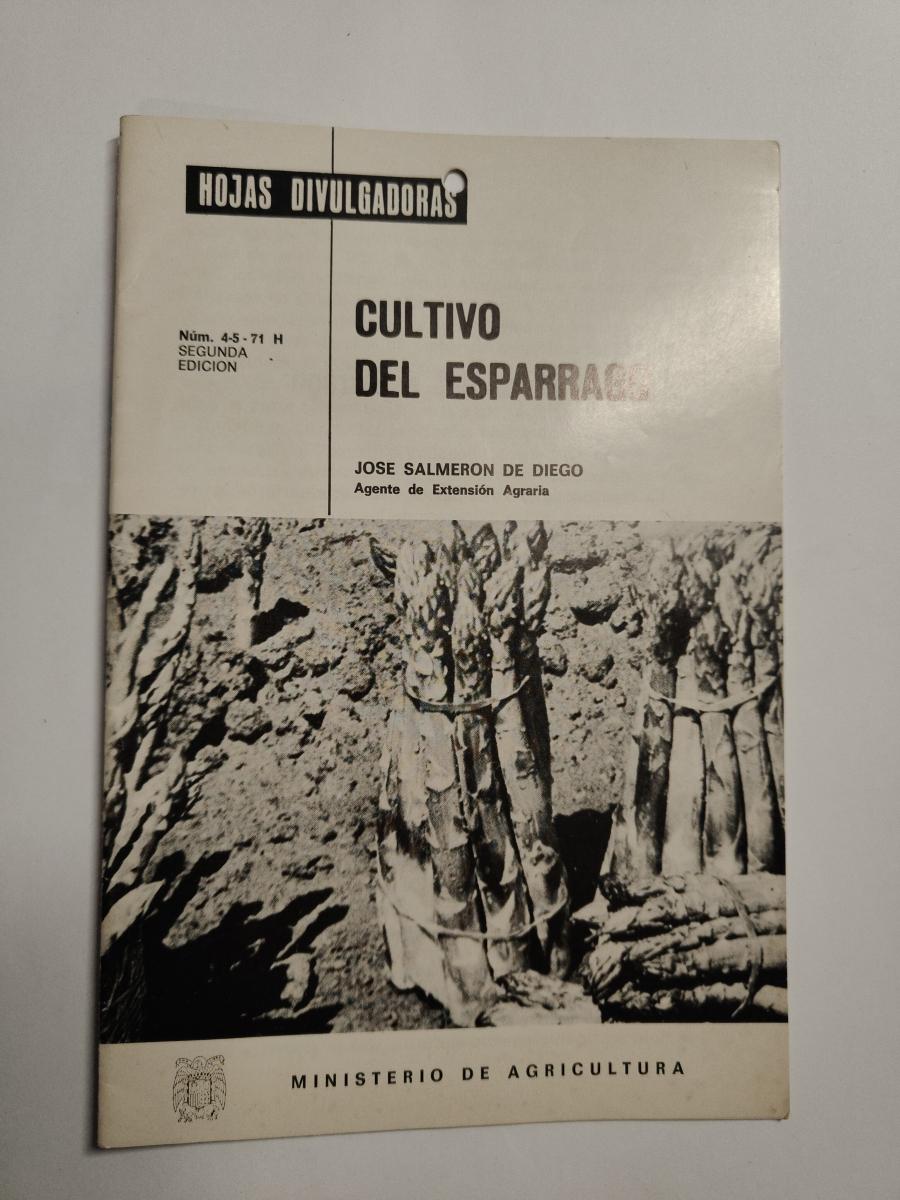 HOJAS DIVULGADORAS
Núm. 4-5 - 71 H
SEGUNDA
EDICION
CULTIVO
DEL ESPARRAGO
JOSE SALMERON DE DIEGO
Agente de Extensión Agraria
MINISTERIO DE AGRICULTURA